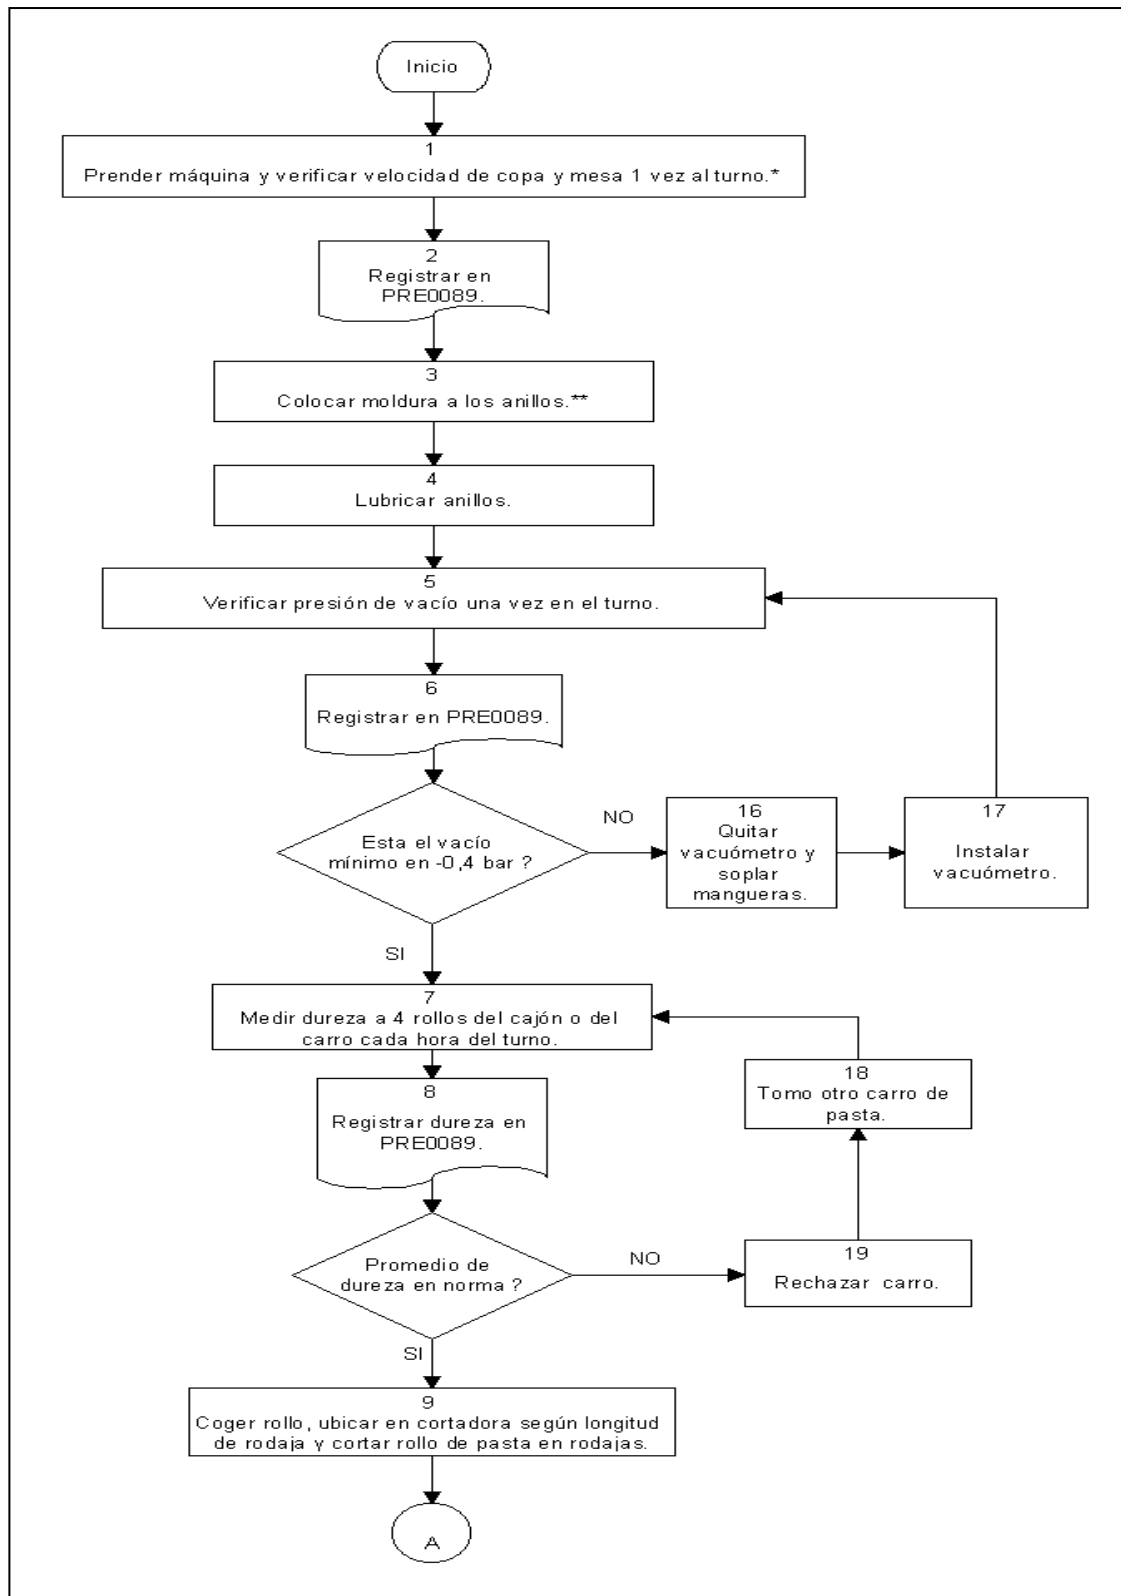 Inicio
1
Prender máquina y verificar velocidad de copa y mesa 1 vez al turno.*
2
Registrar en
PRE0089.
3
Colocar moldura a los anillos.**
4
Lubricar anillos.
5
Verificar presión de vacío una vez en el turno.
6
Registrar en PRE0089.
Esta el vacío
mínimo en -0,4 bar ?
NO
16
Quitar
vacuómetro y
soplar
mangueras.
17
Instalar
vacuómetro.
SI
7
Medir dureza a 4 rollos del cajón o del
carro cada hora del turno.
18
Tomo otro carro de
pasta.
8
Registrar dureza en
PRE0089.
Promedio de
dureza en norma ?
NO
19
Rechazar carro.
SI
9
Coger rollo, ubicar en cortadora según longitud
de rodaja y cortar rollo de pasta en rodajas.
A